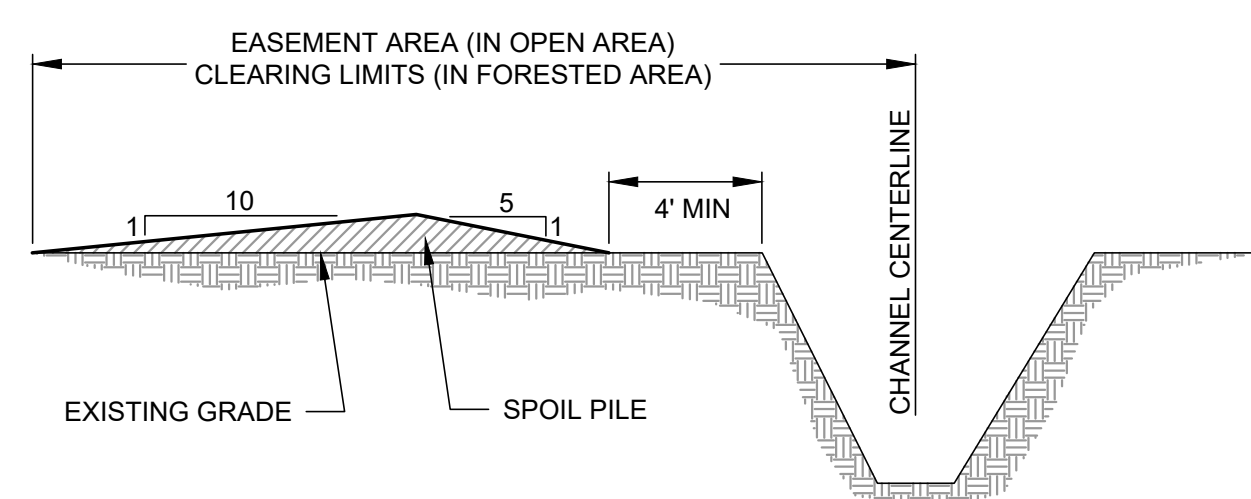 EASEMENT AREA (IN OPEN AREA)
CLEARING LIMITS (IN FORESTED AREA)
CHANNEL CENTERLINE
10
1
5
1
4' MIN
EXISTING GRADE
SPOIL PILE